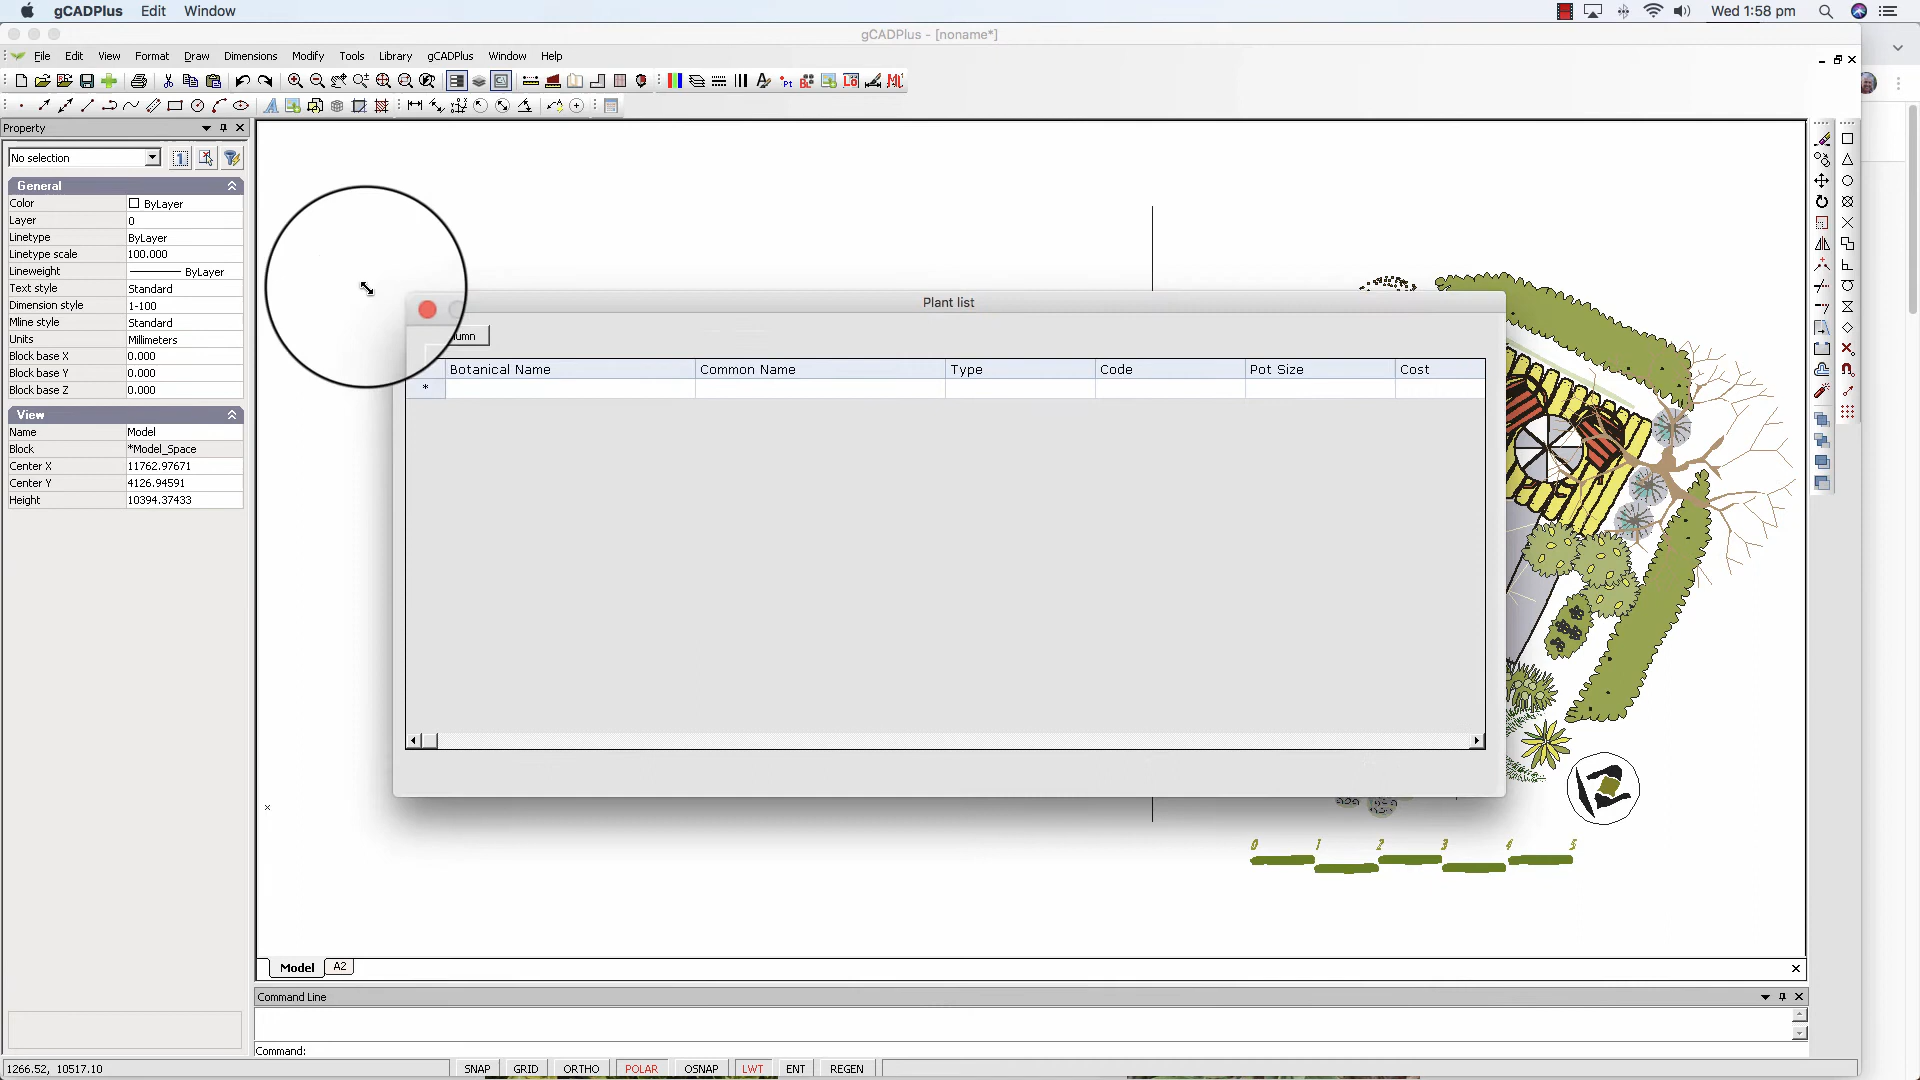 gCADPlus Edit Window Wed 1:58 pm
gCADPlus - [noname*]
File Edit View Format Draw Dimensions Modify Tools Library gCADPlus Window Help
Property
No selection
General
Color ByLayer
Layer 0
Linetype ByLayer
Linetype scale 100.000
Lineweight ByLayer
Text style Standard
Dimension style 1-100
Mline style Standard
Units Millimeters
Block base X 0.000
Block base Y 0.000
Block base Z 0.000
View
Name Model
Block *Model_Space
Center X 11762.97671
Center Y 4126.94591
Height 10394.37433
Plant list
Botanical Name Common Name Type Code Pot Size Cost
*
0 1 2 3 4 5
Model A2
Command Line
Command:
1266.52, 10517.10 SNAP GRID ORTHO POLAR OSNAP LWT ENT REGEN